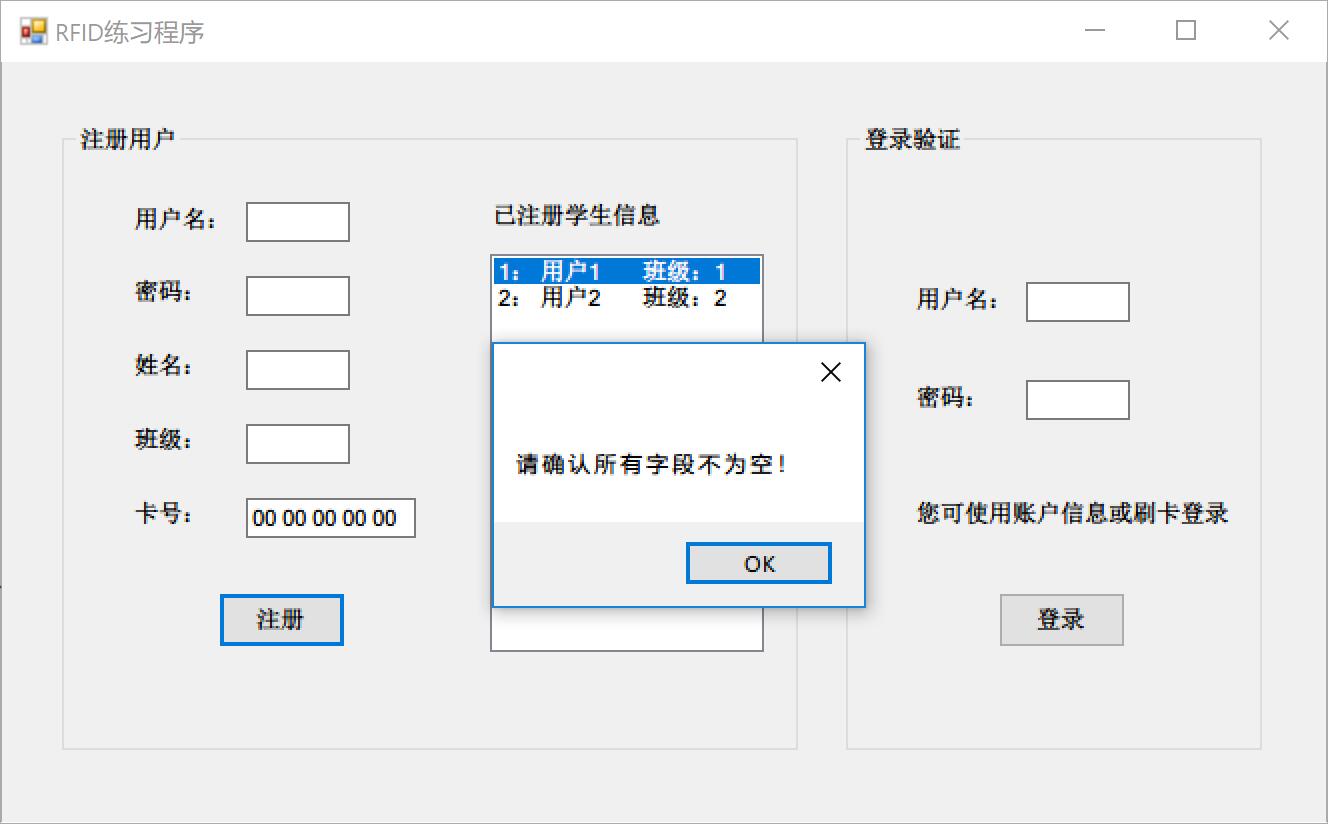 RFID练习程序
注册用户
用户名：
密码：
姓名：
班级：
卡号：
00 00 00 00 00
注册
已注册学生信息
1： 用户1 班级：1
2： 用户2 班级：2
请确认所有字段不为空！
OK
登录验证
用户名：
密码：
您可使用账户信息或刷卡登录
登录